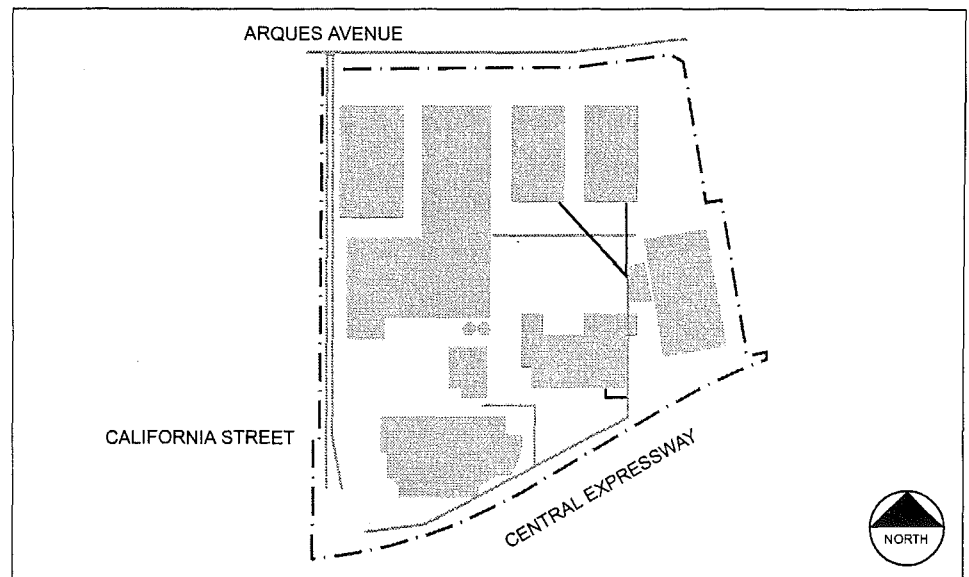 ARQUES AVENUE
CALIFORNIA STREET
CENTRAL EXPRESSWAY
NORTH